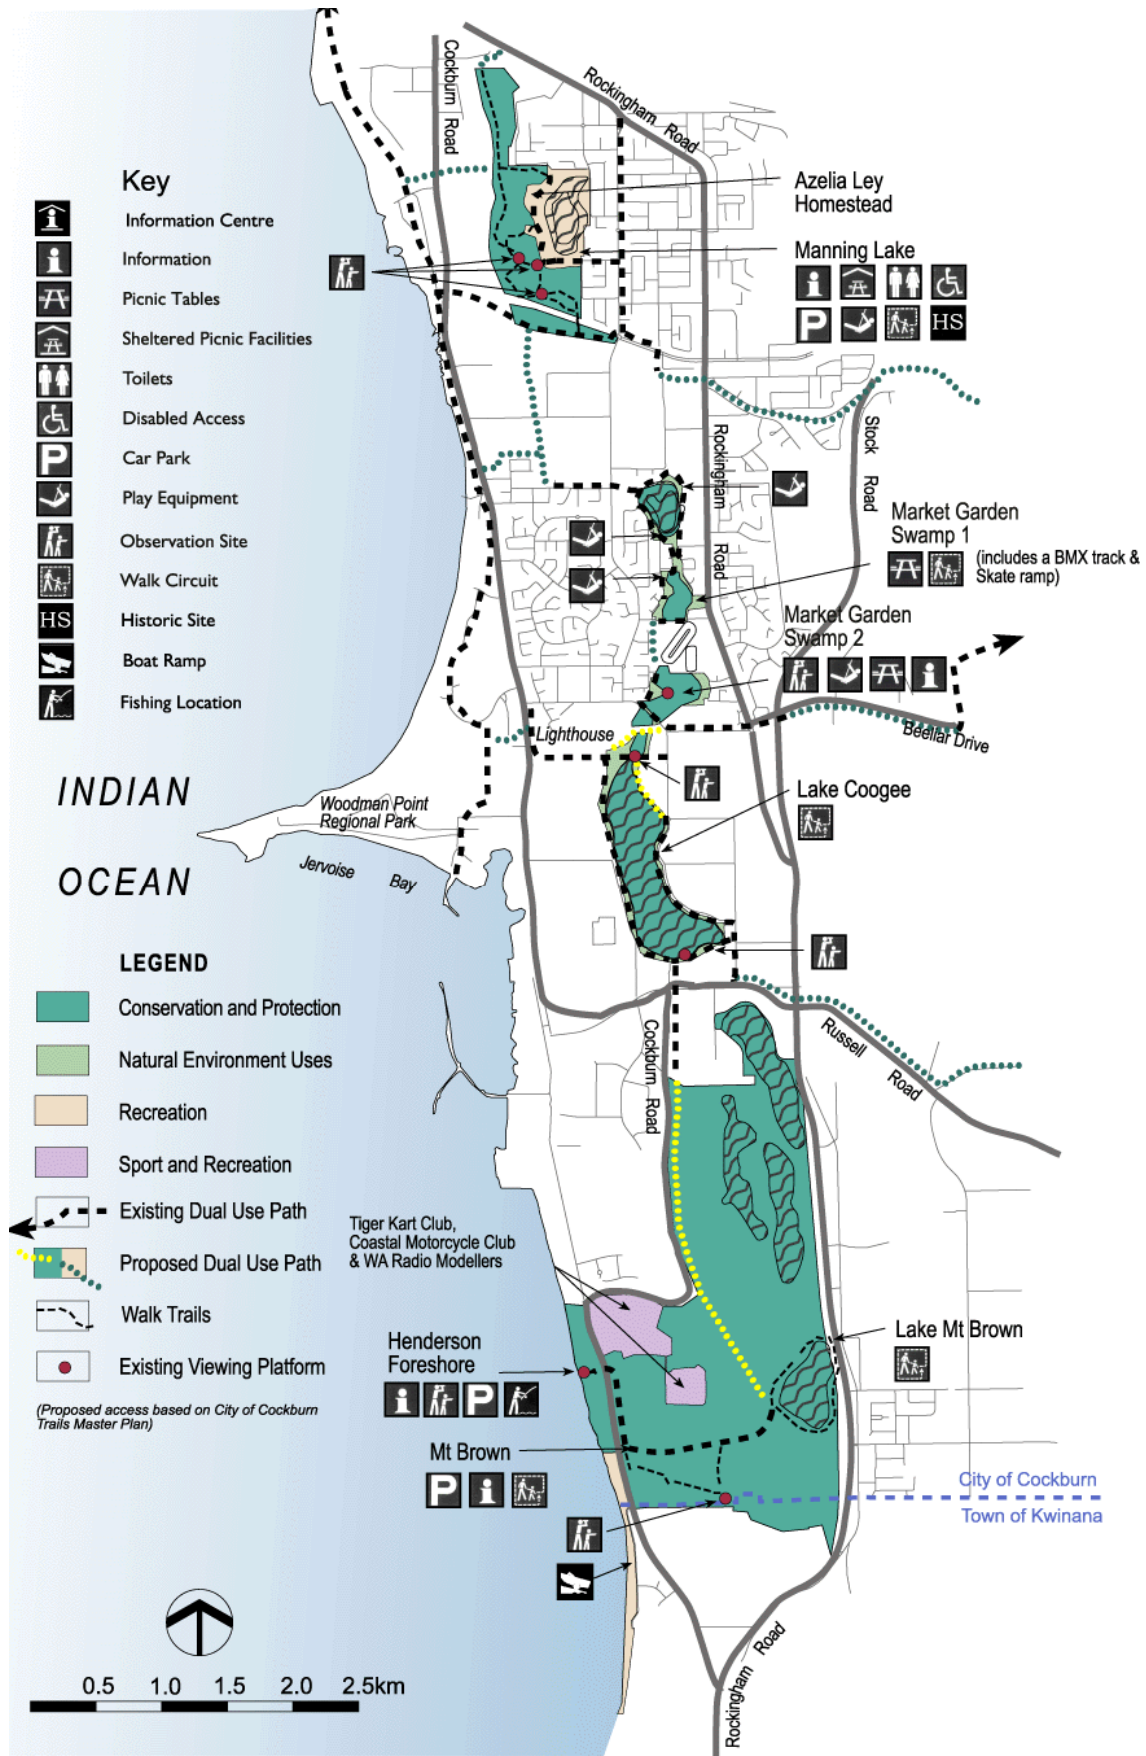 Cockburn Road
Rockingham Road
Key
Information Centre
Information
Picnic Tables
Sheltered Picnic Facilities
Toilets
Disabled Access
P
Car Park
Play Equipment
Observation Site
Walk Circuit
HS
Historic Site
Boat Ramp
Fishing Location
Azelia Ley
Homestead
Manning Lake
P
HS
Rockingham Road
Stock Road
Market Garden
Swamp 1
(includes a BMX track &
Skate ramp)
Market Garden
Swamp 2
Lighthouse
Beeliar Drive
INDIAN
OCEAN
Woodman Point
Regional Park
Jervoise Bay
Lake Coogee
LEGEND
Conservation and Protection
Natural Environment Uses
Recreation
Sport and Recreation
Existing Dual Use Path
Proposed Dual Use Path
Walk Trails
Existing Viewing Platform
(Proposed access based on City of Cockburn
Trails Master Plan)
Cockburn Road
Russell Road
Tiger Kart Club,
Coastal Motorcycle Club
& WA Radio Modellers
Lake Mt Brown
Henderson
Foreshore
P
Mt Brown
P
City of Cockburn
Town of Kwinana
Rockingham Road
0.5 1.0 1.5 2.0 2.5km